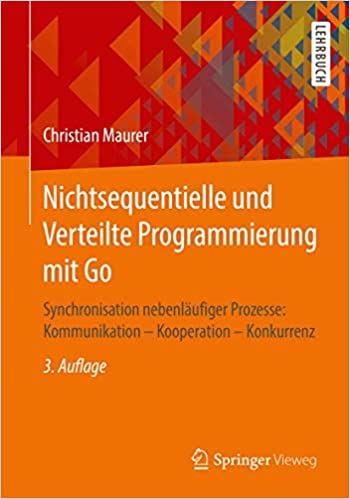 LEHRBUCH
Christian Maurer
Nichtsequentielle und
Verteilte Programmierung
mit Go
Synchronisation nebenläufiger Prozesse:
Kommunikation – Kooperation – Konkurrenz
3. Auflage
Springer Vieweg